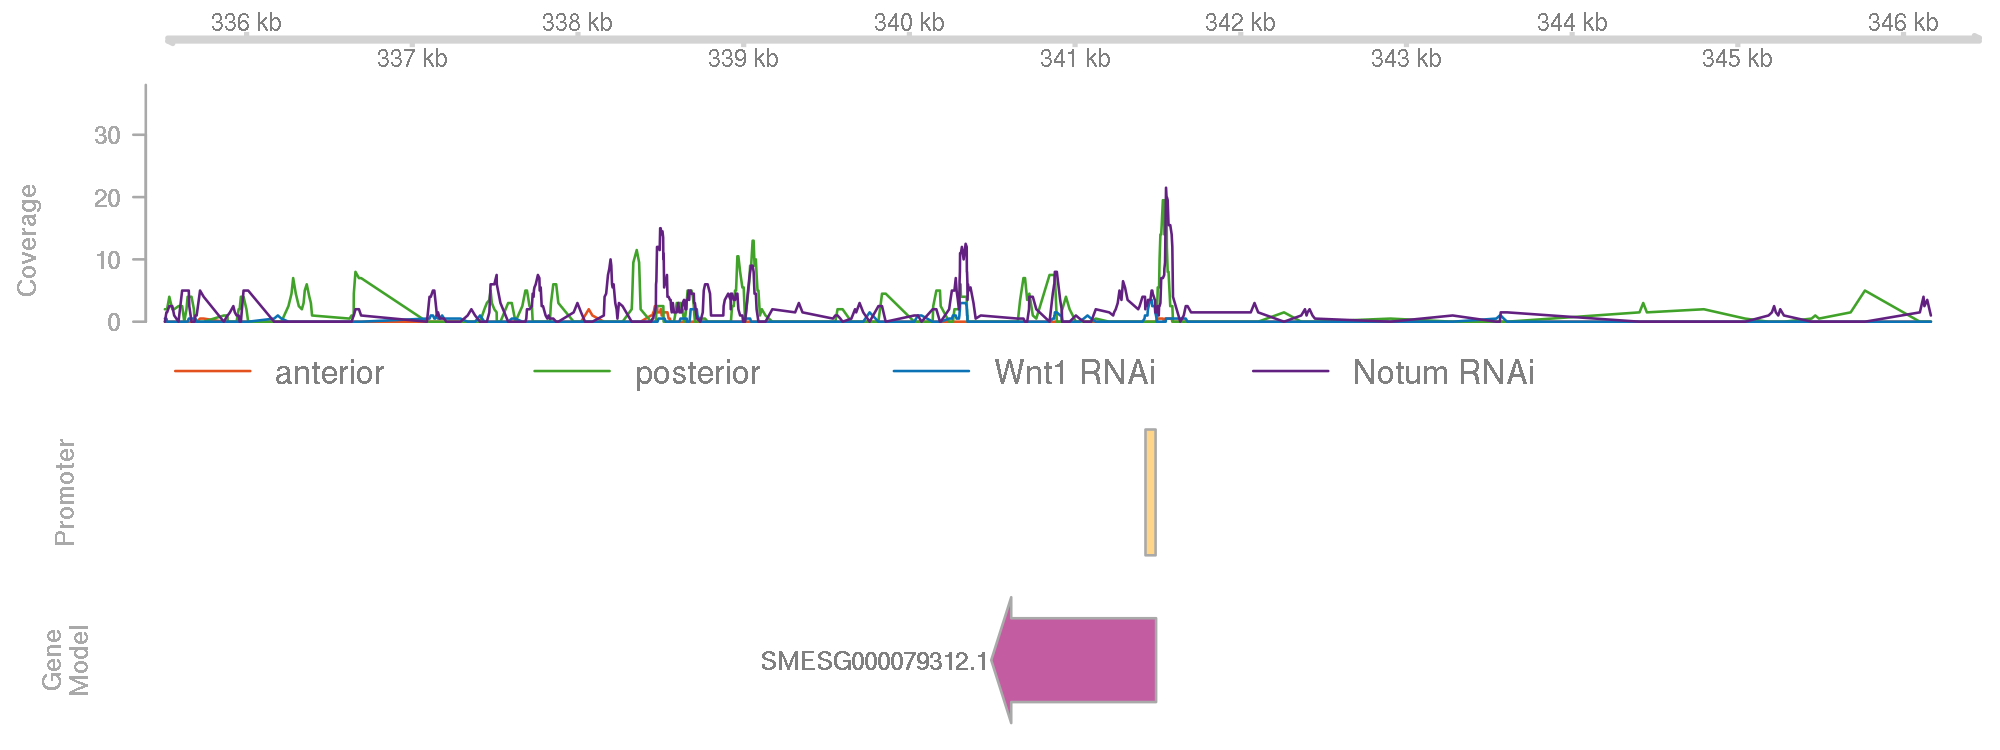 336 kb 338 kb 340 kb 342 kb 344 kb 346 kb
337 kb 339 kb 341 kb 343 kb 345 kb
Coverage
30
20
10
0
anterior posterior Wnt1 RNAi Notum RNAi
Promoter
Gene
Model
SMESG000079312.1